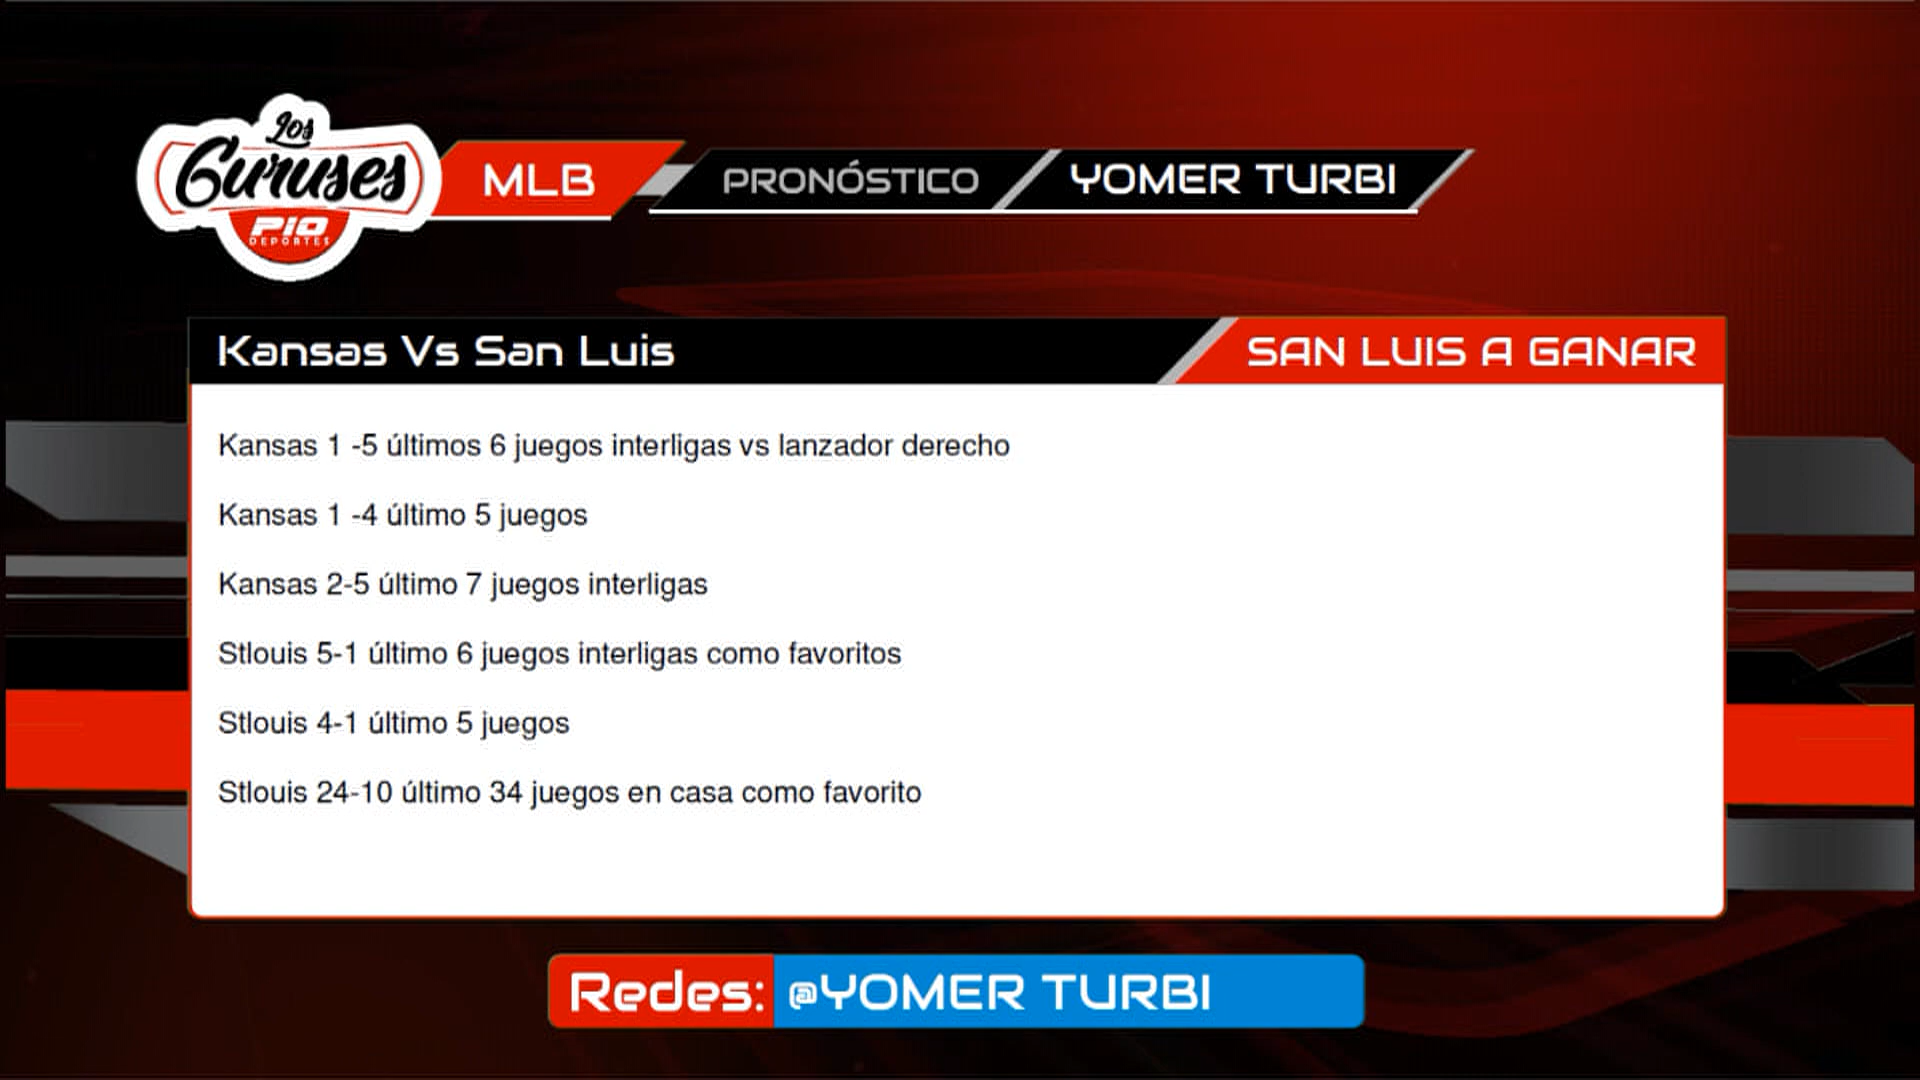 Los
Guruses
PIO
DEPORTES
MLB
PRONÓSTICO
YOMER TURBI
Kansas Vs San Luis
SAN LUIS A GANAR
Kansas 1 -5 últimos 6 juegos interligas vs lanzador derecho
Kansas 1 -4 último 5 juegos
Kansas 2-5 último 7 juegos interligas
Stlouis 5-1 último 6 juegos interligas como favoritos
Stlouis 4-1 último 5 juegos
Stlouis 24-10 último 34 juegos en casa como favorito
Redes: @YOMER TURBI